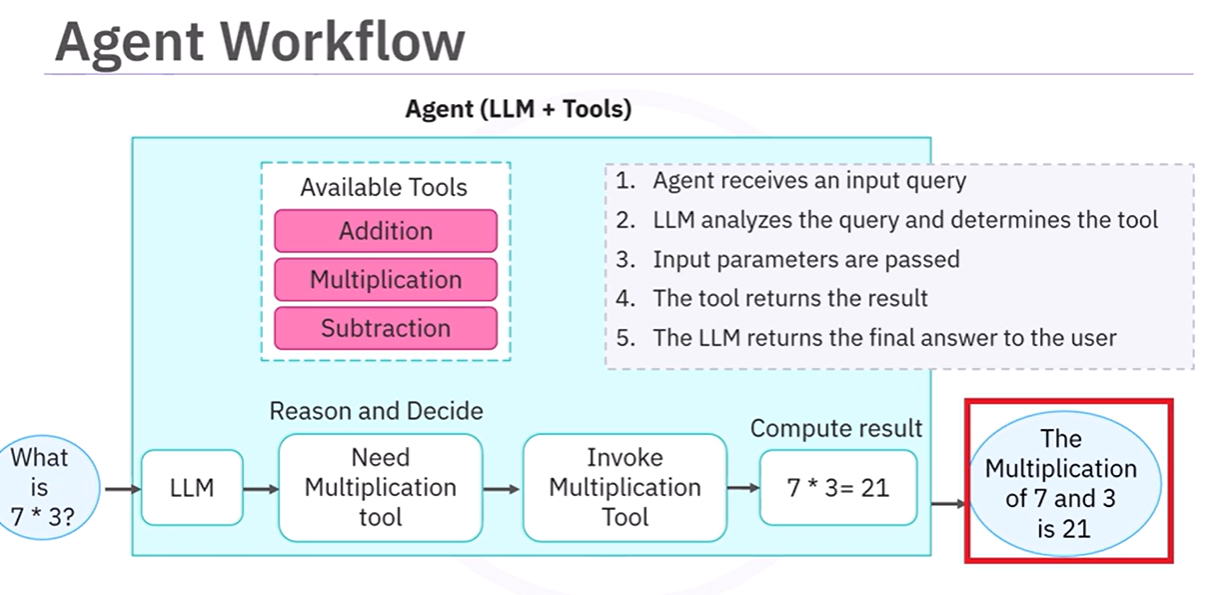 Agent Workflow
Agent (LLM + Tools)
Available Tools
Addition
Multiplication
Subtraction
1. Agent receives an input query
2. LLM analyzes the query and determines the tool
3. Input parameters are passed
4. The tool returns the result
5. The LLM returns the final answer to the user
What
is
7 * 3?
LLM
Reason and Decide
Need
Multiplication
tool
Invoke
Multiplication
Tool
Compute result
7 * 3= 21
The
Multiplication
of 7 and 3
is 21